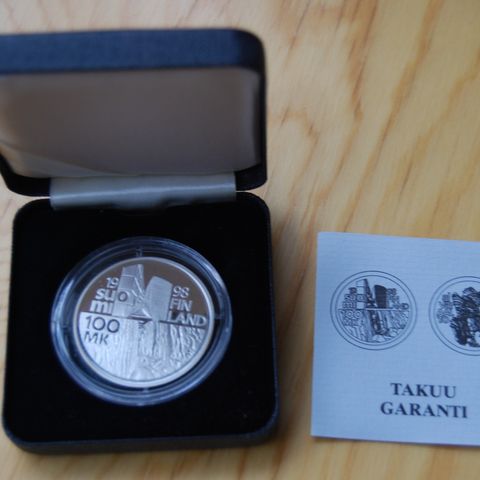 19 98
SUO FIN
MI LAND
100
MK
TAKUU
GARANTI